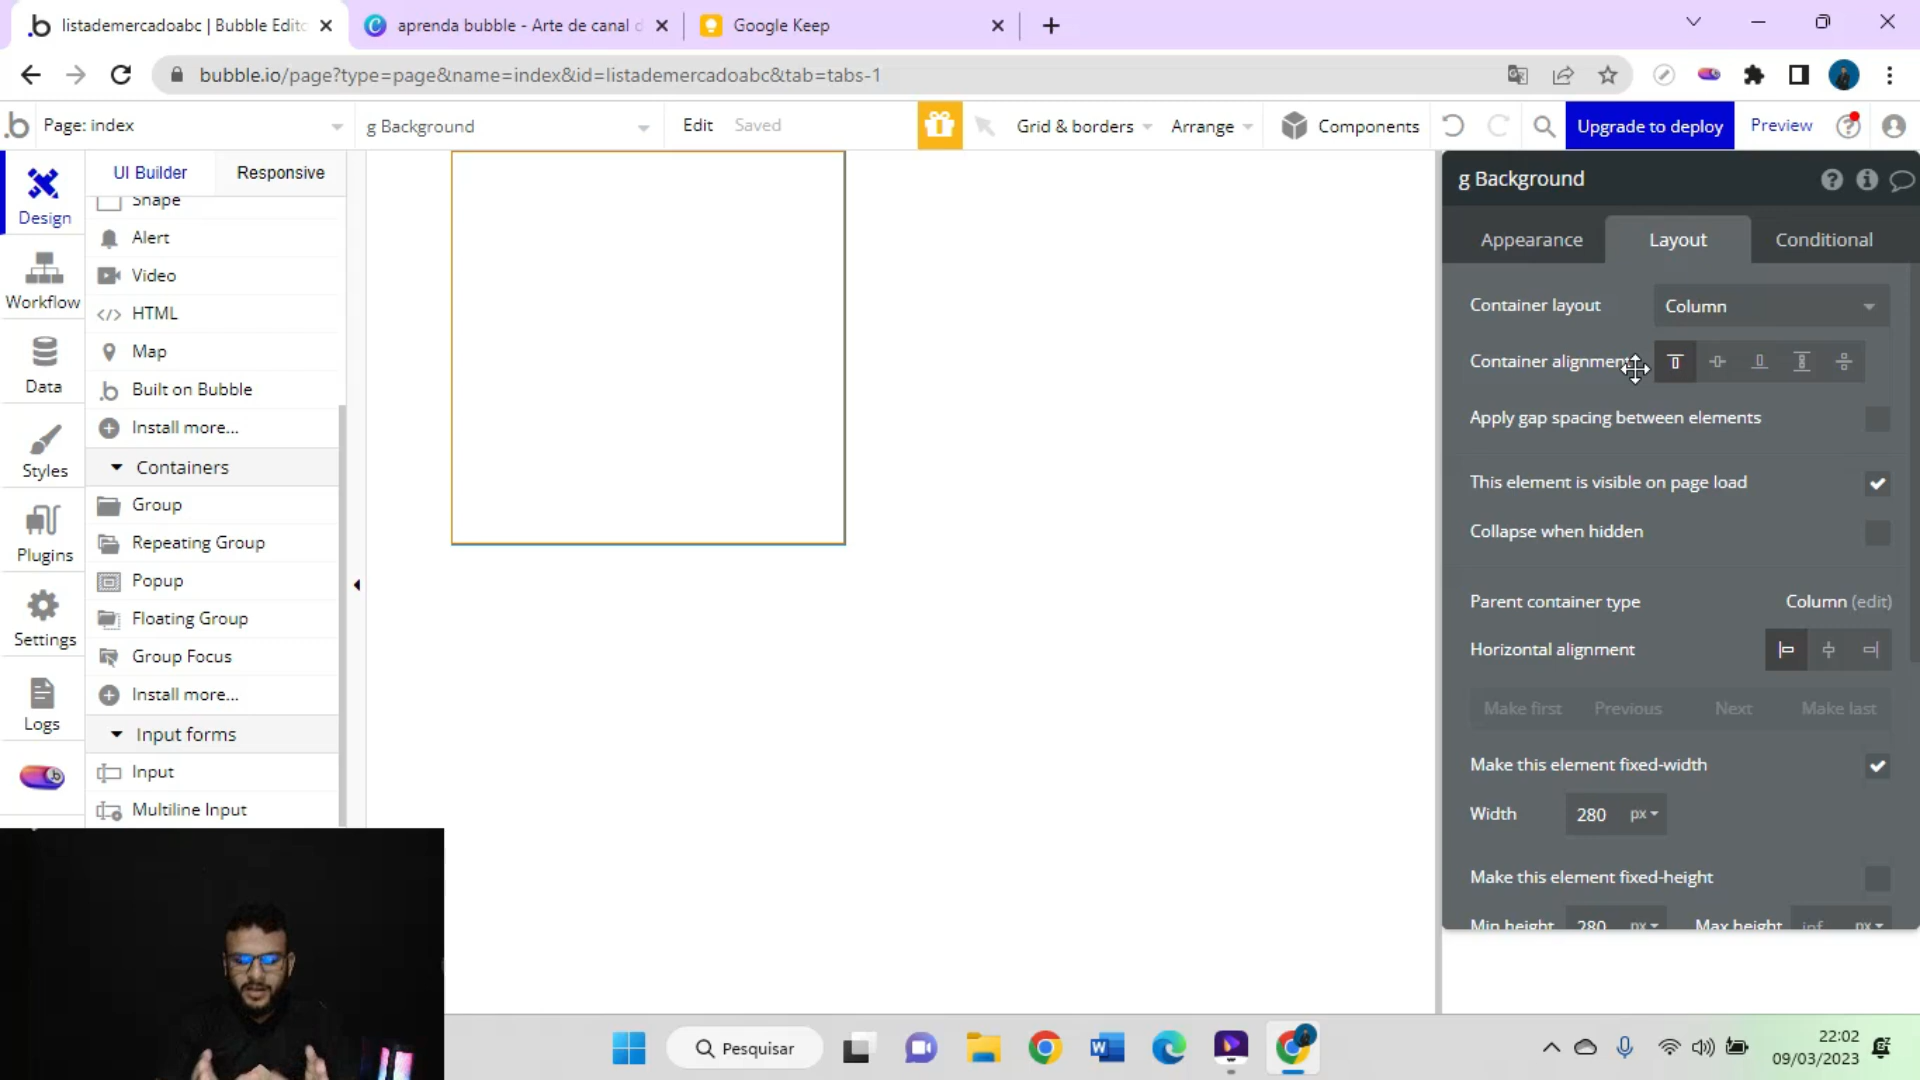 listademercadoabc | Bubble Edito
aprenda bubble - Arte de canal d
Google Keep
bubble.io/page?type=page&name=index&id=listademercadoabc&tab=tabs-1
Page: index
g Background
Edit
Saved
Grid & borders
Arrange
Components
Upgrade to deploy
Preview
Design
Workflow
Data
Styles
Plugins
Settings
Logs
UI Builder
Responsive
Shape
Alert
Video
HTML
Map
Built on Bubble
Install more...
Containers
Group
Repeating Group
Popup
Floating Group
Group Focus
Install more...
Input forms
Input
Multiline Input
g Background
Appearance
Layout
Conditional
Container layout
Column
Container alignment
Apply gap spacing between elements
This element is visible on page load
Collapse when hidden
Parent container type
Column (edit)
Horizontal alignment
Make first
Previous
Next
Make last
Make this element fixed-width
Width
280
px
Make this element fixed-height
Min height
280
px
Max height
inf
px
Pesquisar
22:02
09/03/2023